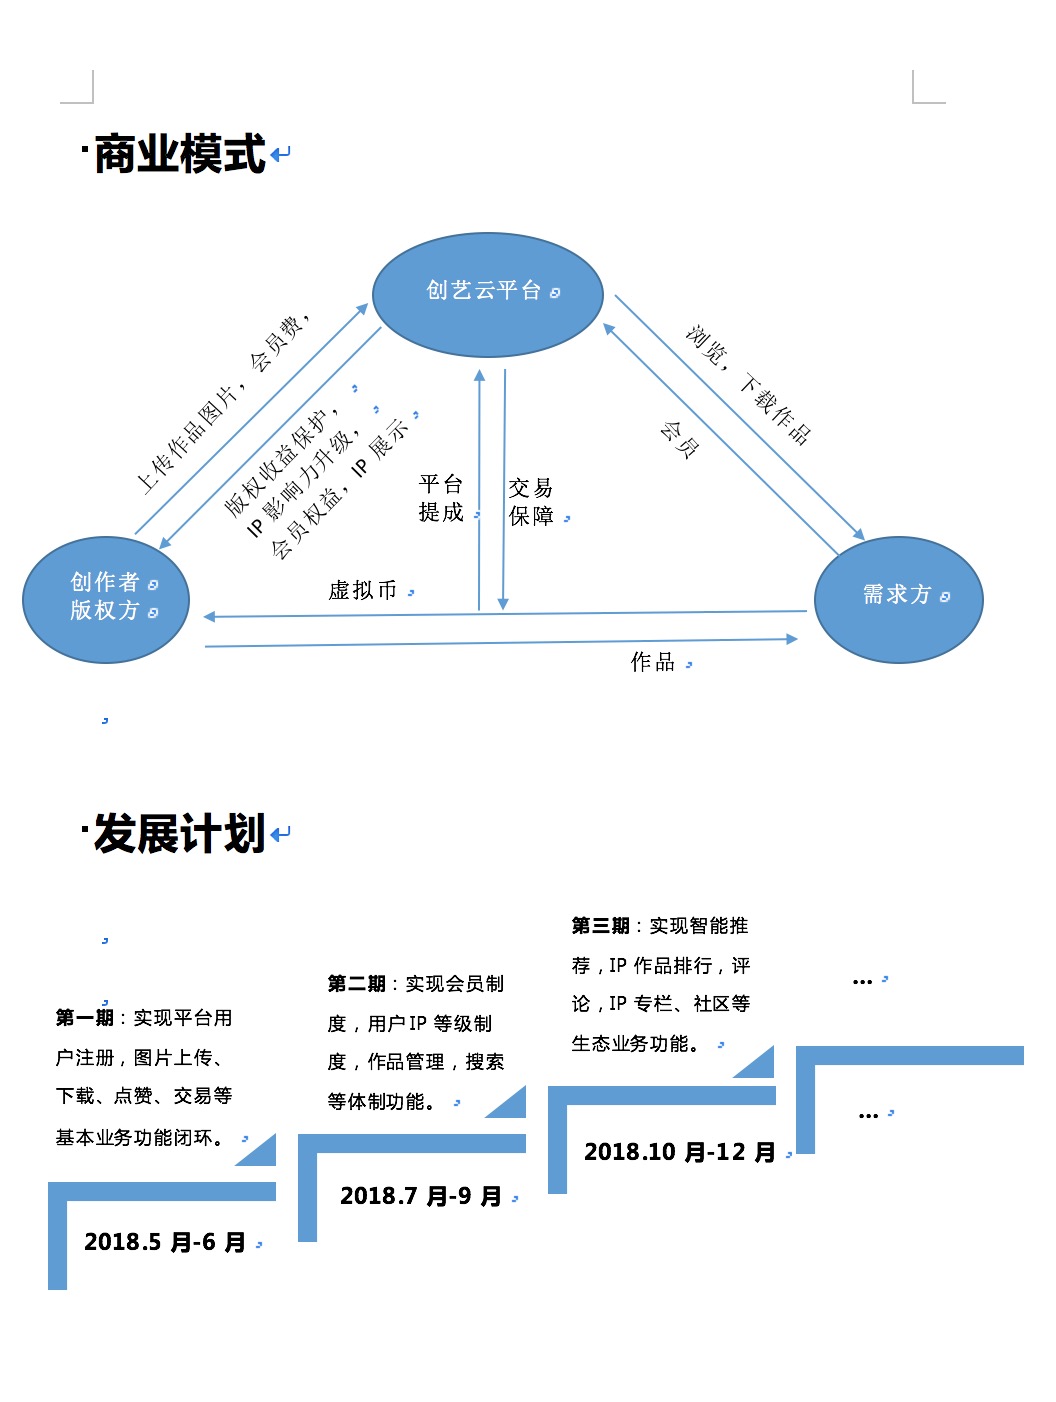 商业模式
创艺云平台
上传作品图片，会员费，
版权收益保护，
IP 影响力升级，
会员权益，IP 展示
浏览，下载作品
会员
平台
提成
交易
保障
创作者
版权方
需求方
虚拟币
作品
发展计划
第一期：实现平台用
户注册，图片上传、
下载、点赞、交易等
基本业务功能闭环。
2018.5 月-6 月
第二期：实现会员制
度，用户IP 等级制
度，作品管理，搜索
等体制功能。
2018.7 月-9 月
第三期：实现智能推
荐，IP 作品排行，评
论，IP 专栏、社区等
生态业务功能。
2018.10 月-12 月
...
...